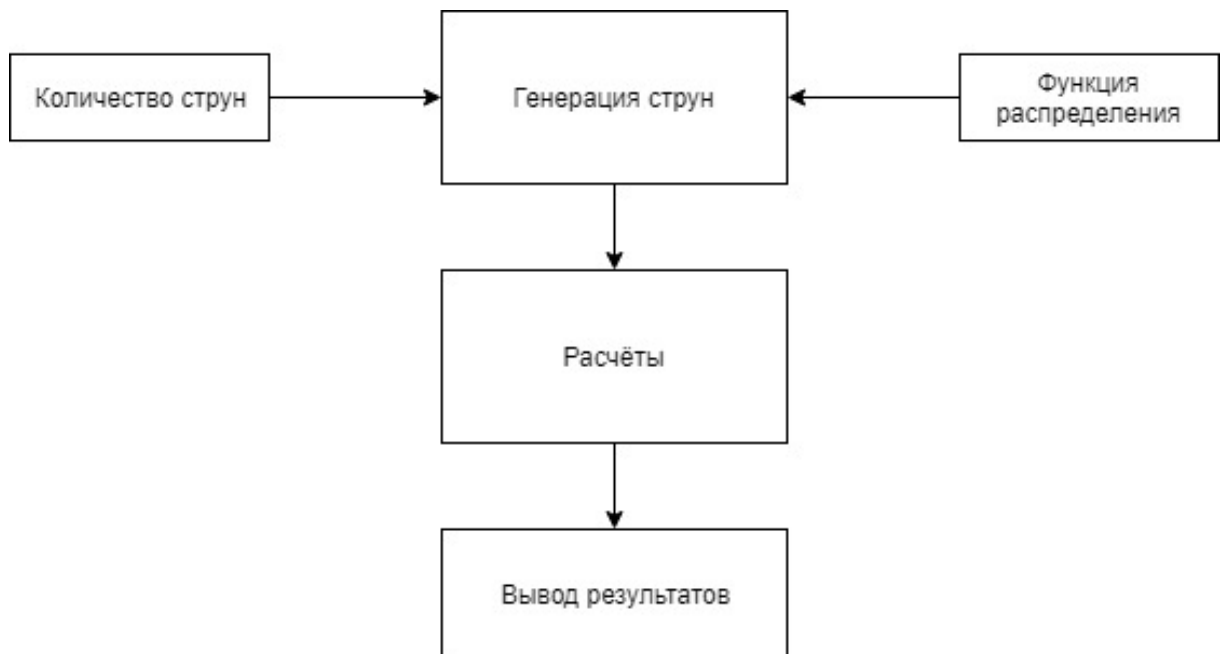 Количество струн
Генерация струн
Функция
распределения
Расчёты
Вывод результатов